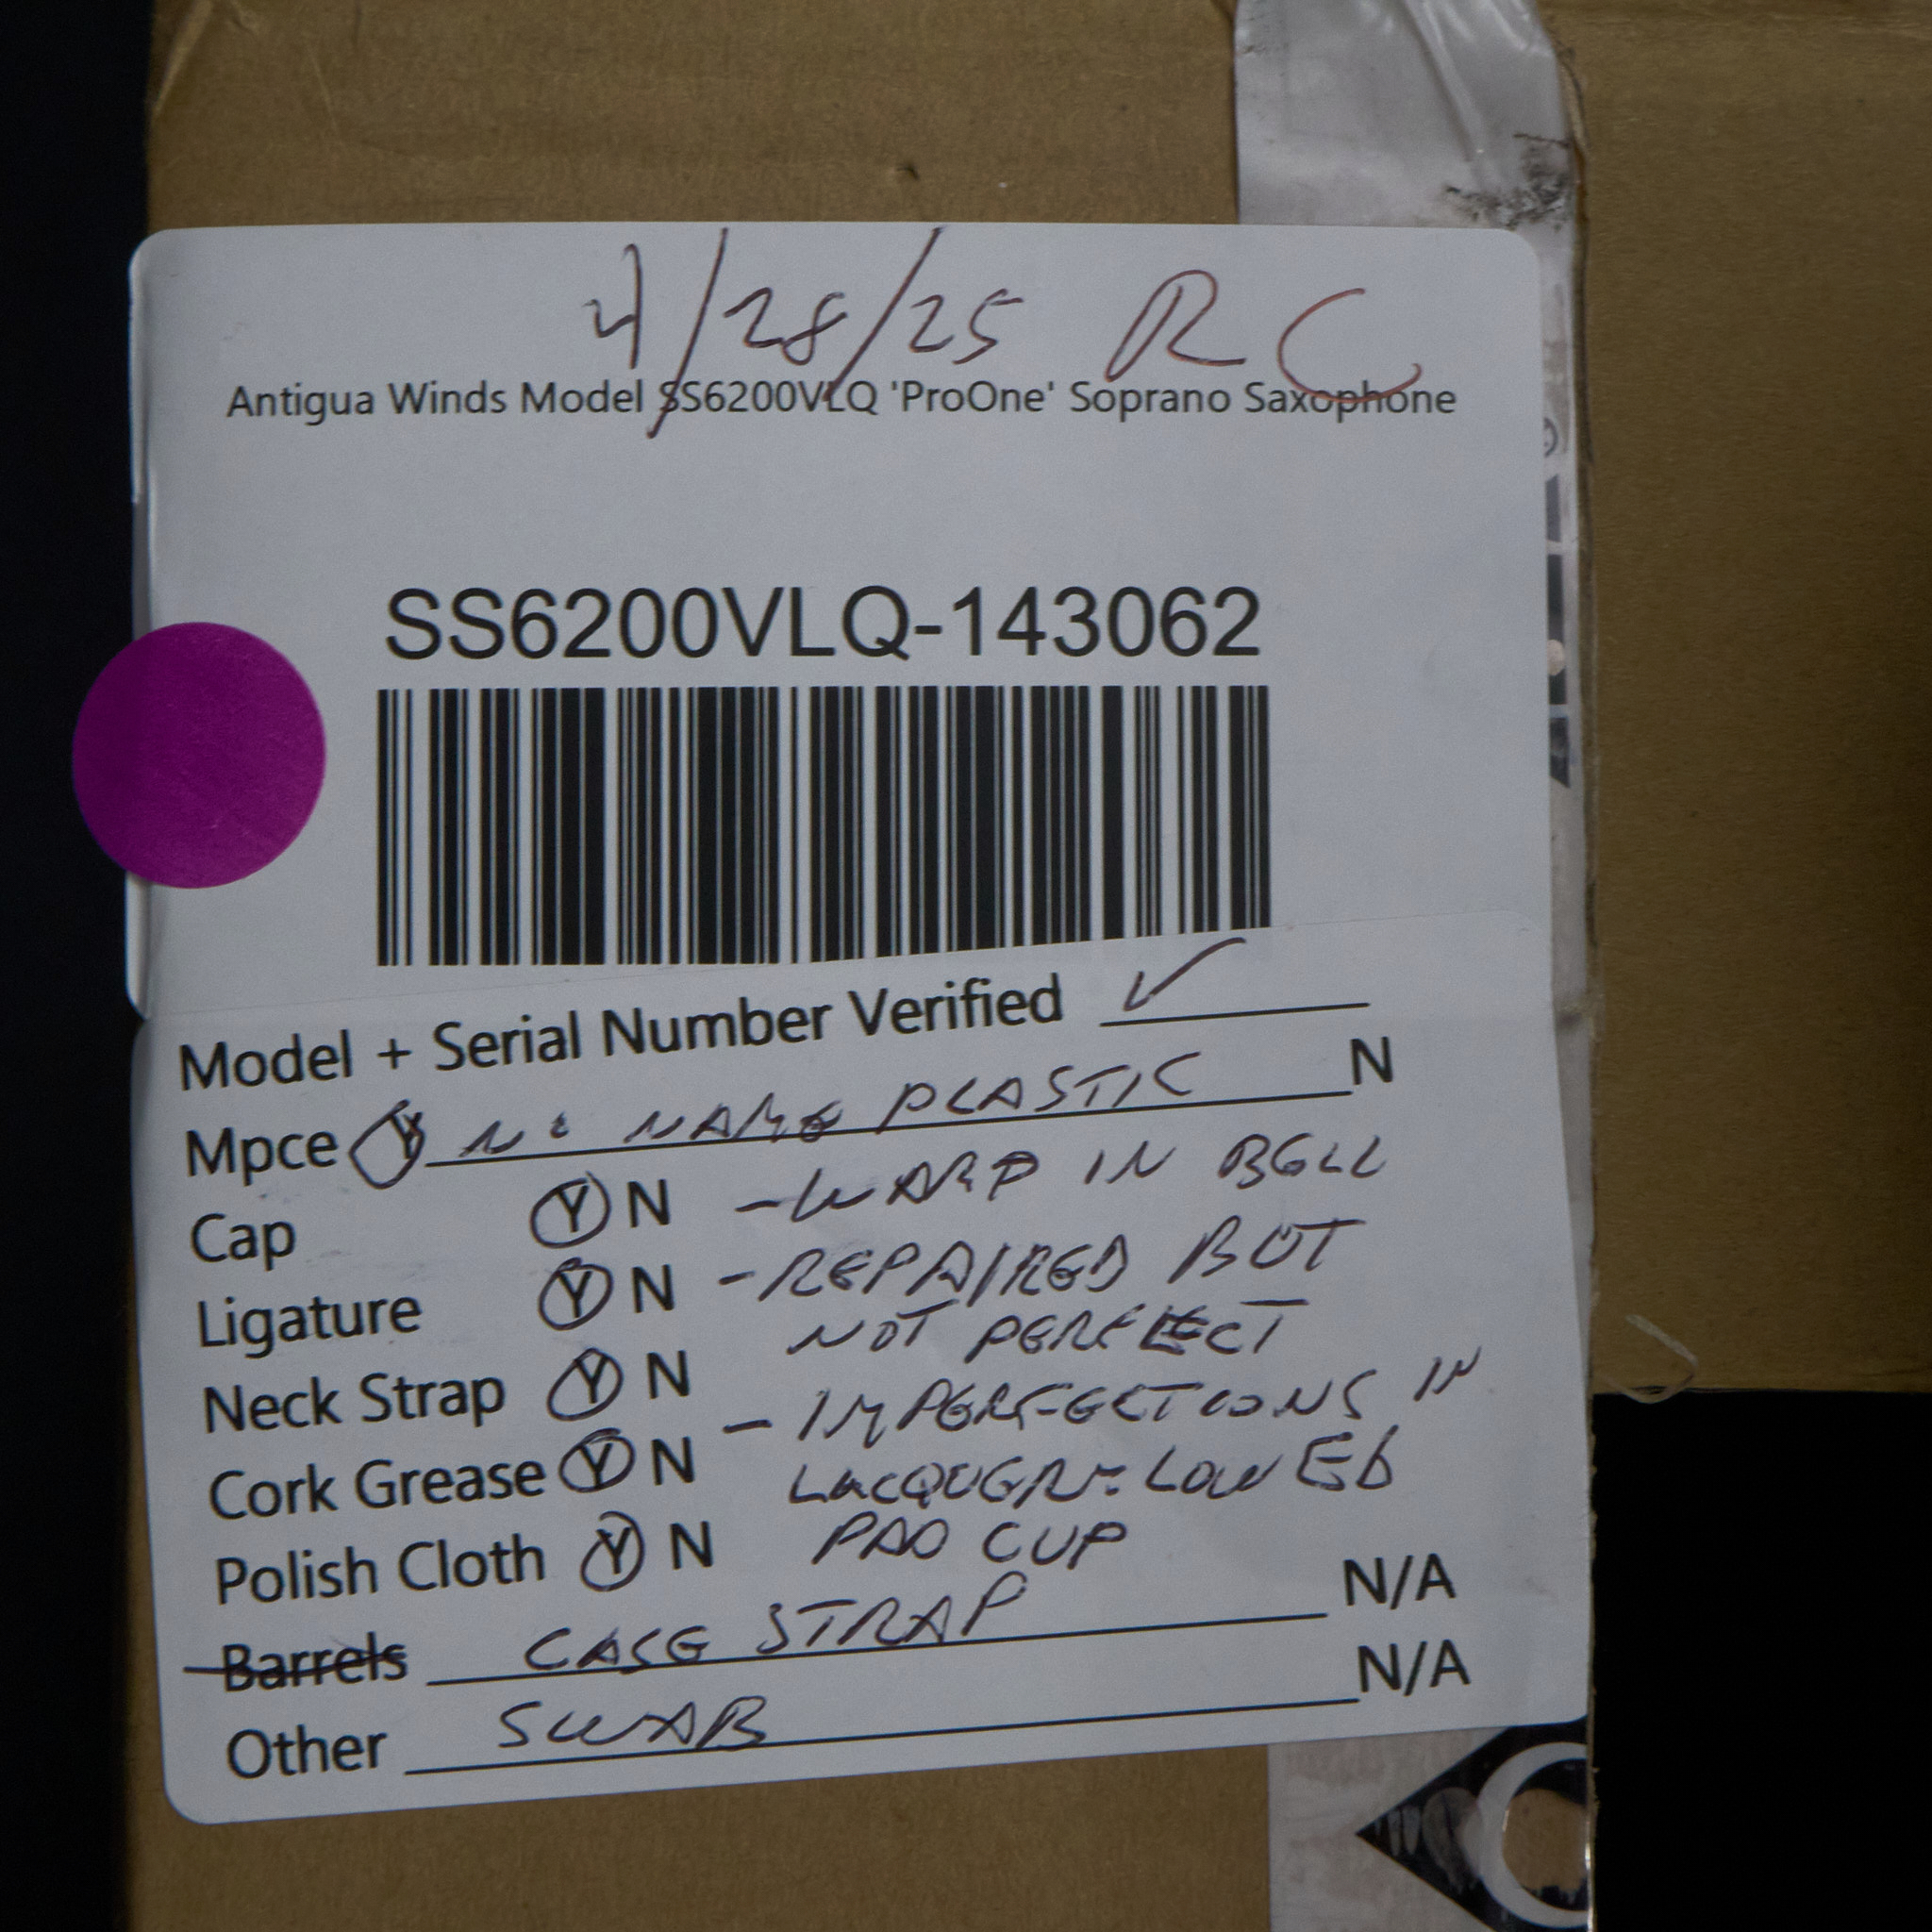 4/28/25 RC
Antigua Winds Model SS6200VLQ 'ProOne' Soprano Saxophone
SS6200VLQ-143062
Model + Serial Number Verified ✓
Mpce Y NO NAME PLASTIC N
Cap Y N - WARP IN BELL
Ligature Y N - REPAIRED BUT
NOT PERFECT
Neck Strap Y N
- IMPERFECTIONS IN
Cork Grease Y N LACQUER: LOW Eb
Polish Cloth Y N PAD CUP
Barrels CASE STRAP N/A
Other SWAB N/A